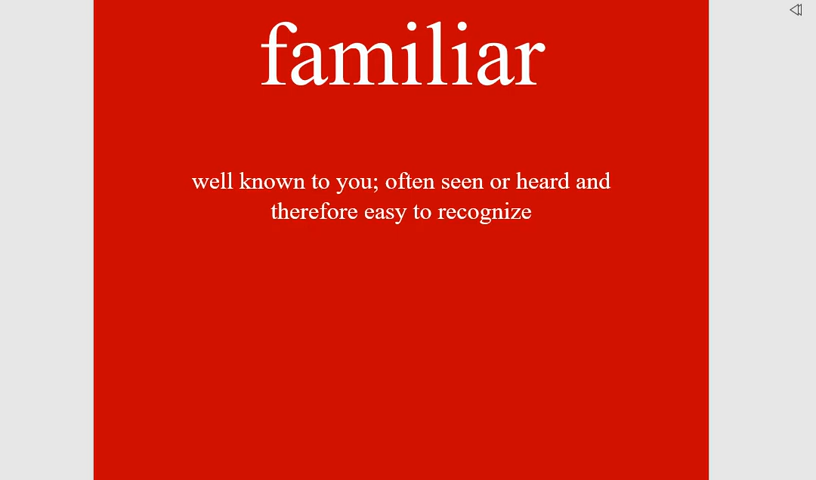 familiar
well known to you; often seen or heard and
therefore easy to recognize